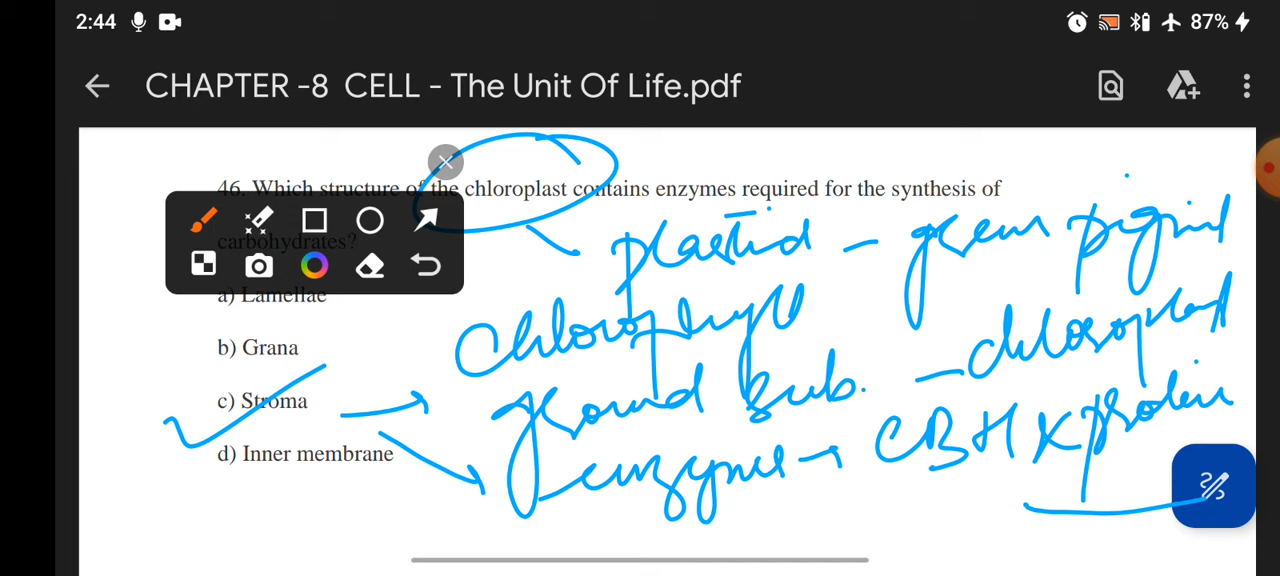 2:44 87%
CHAPTER -8 CELL - The Unit Of Life.pdf
46. Which structure of the chloroplast contains enzymes required for the synthesis of
carbohydrates?
plastid - green pigment
a) Lamellae
chlorophyll - chloroplast
b) Grana
c) Stroma → ground sub.
enzymes → CBH X protein
d) Inner membrane